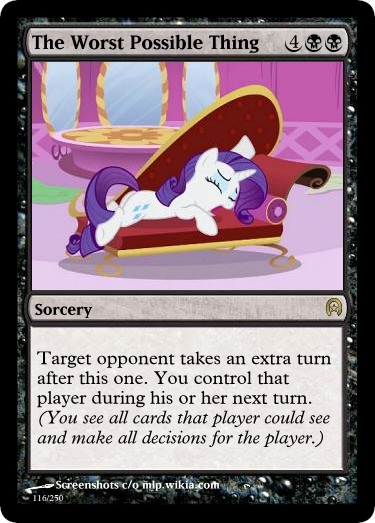 The Worst Possible Thing 4
Sorcery
Target opponent takes an extra turn
after this one. You control that
player during his or her next turn.
(You see all cards that player could see
and make all decisions for the player.)
Screenshots c/o mlp.wikia.com
116/250